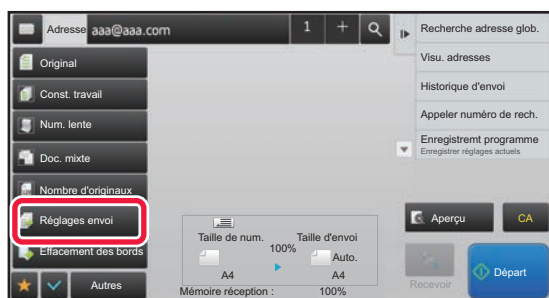 Adresse aaa@aaa.com 1 +
Recherche adresse glob.
Original
Visu. adresses
Const. travail
Historique d'envoi
Num. lente
Appeler numéro de rech.
Doc. mixte
Enregistremt programme
Enregistrer réglages actuels
Nombre d'originaux
Réglages envoi
Aperçu CA
Taille de num. 100% Taille d'envoi
Effacement des bords
Auto.
A4 A4
Autres
Recevoir
Départ
Mémoire réception : 100%